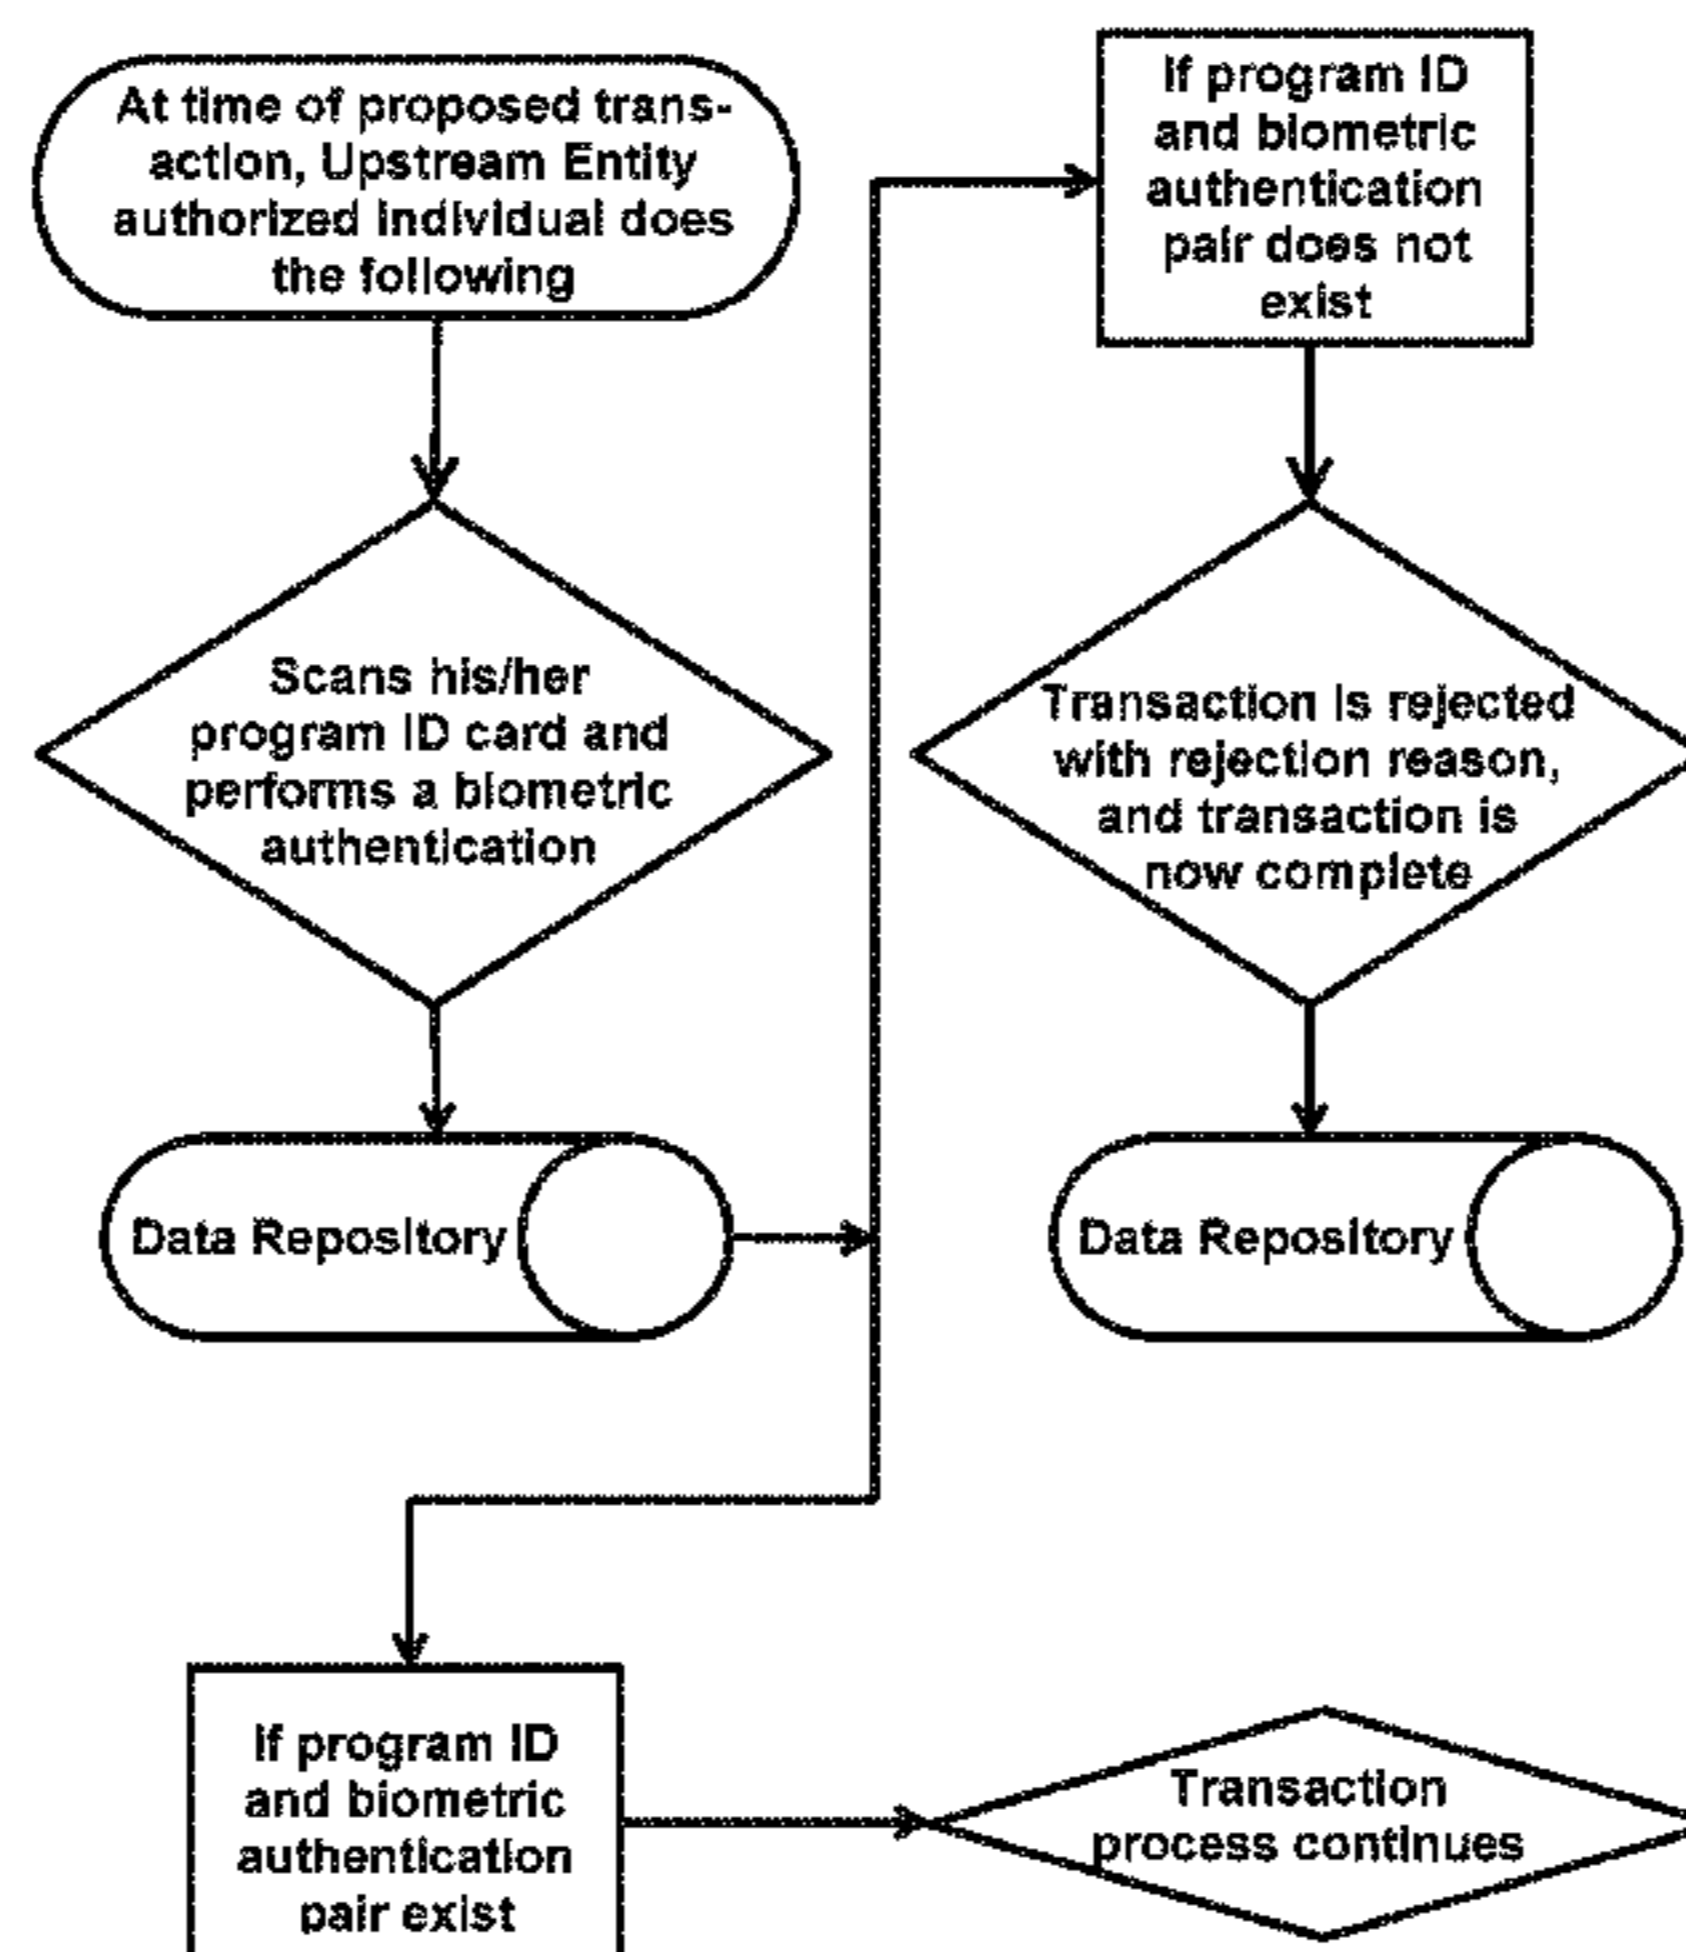 At time of proposed trans-
action, Upstream Entity
authorized individual does
the following
Scans his/her
program ID card and
performs a biometric
authentication
Data Repository
If program ID
and biometric
authentication
pair does not
exist
Transaction is rejected
with rejection reason,
and transaction is
now complete
Data Repository
If program ID
and biometric
authentication
pair exist
Transaction
process continues